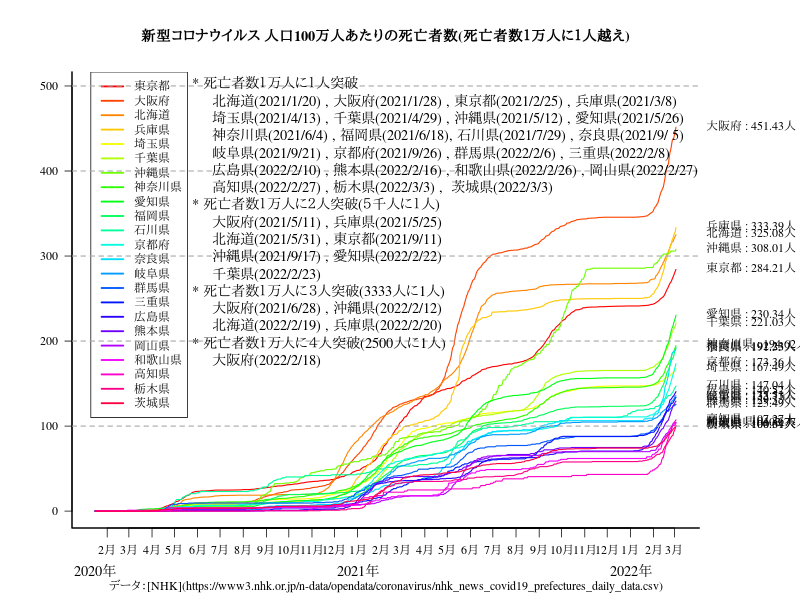 新型コロナウイルス 人口100万人あたりの死亡者数(死亡者数1万人に1人越え)
500
400
300
200
100
0
東京都
大阪府
北海道
兵庫県
埼玉県
千葉県
沖縄県
神奈川県
愛知県
福岡県
石川県
京都府
奈良県
岐阜県
群馬県
三重県
広島県
熊本県
岡山県
和歌山県
高知県
栃木県
茨城県
* 死亡者数1万人に1人突破
北海道(2021/1/20) , 大阪府(2021/1/28) , 東京都(2021/2/25) , 兵庫県(2021/3/8)
埼玉県(2021/4/13) , 千葉県(2021/4/29) , 沖縄県(2021/5/12) , 愛知県(2021/5/26)
神奈川県(2021/6/4) , 福岡県(2021/6/18), 石川県(2021/7/29) , 奈良県(2021/9/ 5)
岐阜県(2021/9/21) , 京都府(2021/9/26) , 群馬県(2022/2/6) , 三重県(2022/2/8)
広島県(2022/2/10) , 熊本県(2022/2/16) , 和歌山県(2022/2/26) , 岡山県(2022/2/27)
高知県(2022/2/27) , 栃木県(2022/3/3) , 茨城県(2022/3/3)
* 死亡者数1万人に2人突破(5千人に1人)
大阪府(2021/5/11) , 兵庫県(2021/5/25)
北海道(2021/5/31) , 東京都(2021/9/11)
沖縄県(2021/9/17) , 愛知県(2022/2/22)
千葉県(2022/2/23)
* 死亡者数1万人に3人突破(3333人に1人)
大阪府(2021/6/28) , 沖縄県(2022/2/12)
北海道(2022/2/19) , 兵庫県(2022/2/20)
* 死亡者数1万人に4人突破(2500人に1人)
大阪府(2022/2/18)
大阪府 : 451.43人
兵庫県 : 333.39人
北海道 : 325.08人
沖縄県 : 308.01人
東京都 : 284.21人
愛知県 : 230.34人
千葉県 : 221.03人
京都府 : 173.36人
埼玉県 : 167.49人
石川県 : 147.04人
2月 3月 4月 5月 6月 7月 8月 9月 10月 11月 12月 1月 2月 3月 4月 5月 6月 7月 8月 9月 10月 11月 12月 1月 2月 3月
2020年 2021年 2022年
データ:[NHK](https://www3.nhk.or.jp/n-data/opendata/coronavirus/nhk_news_covid19_prefectures_daily_data.csv)